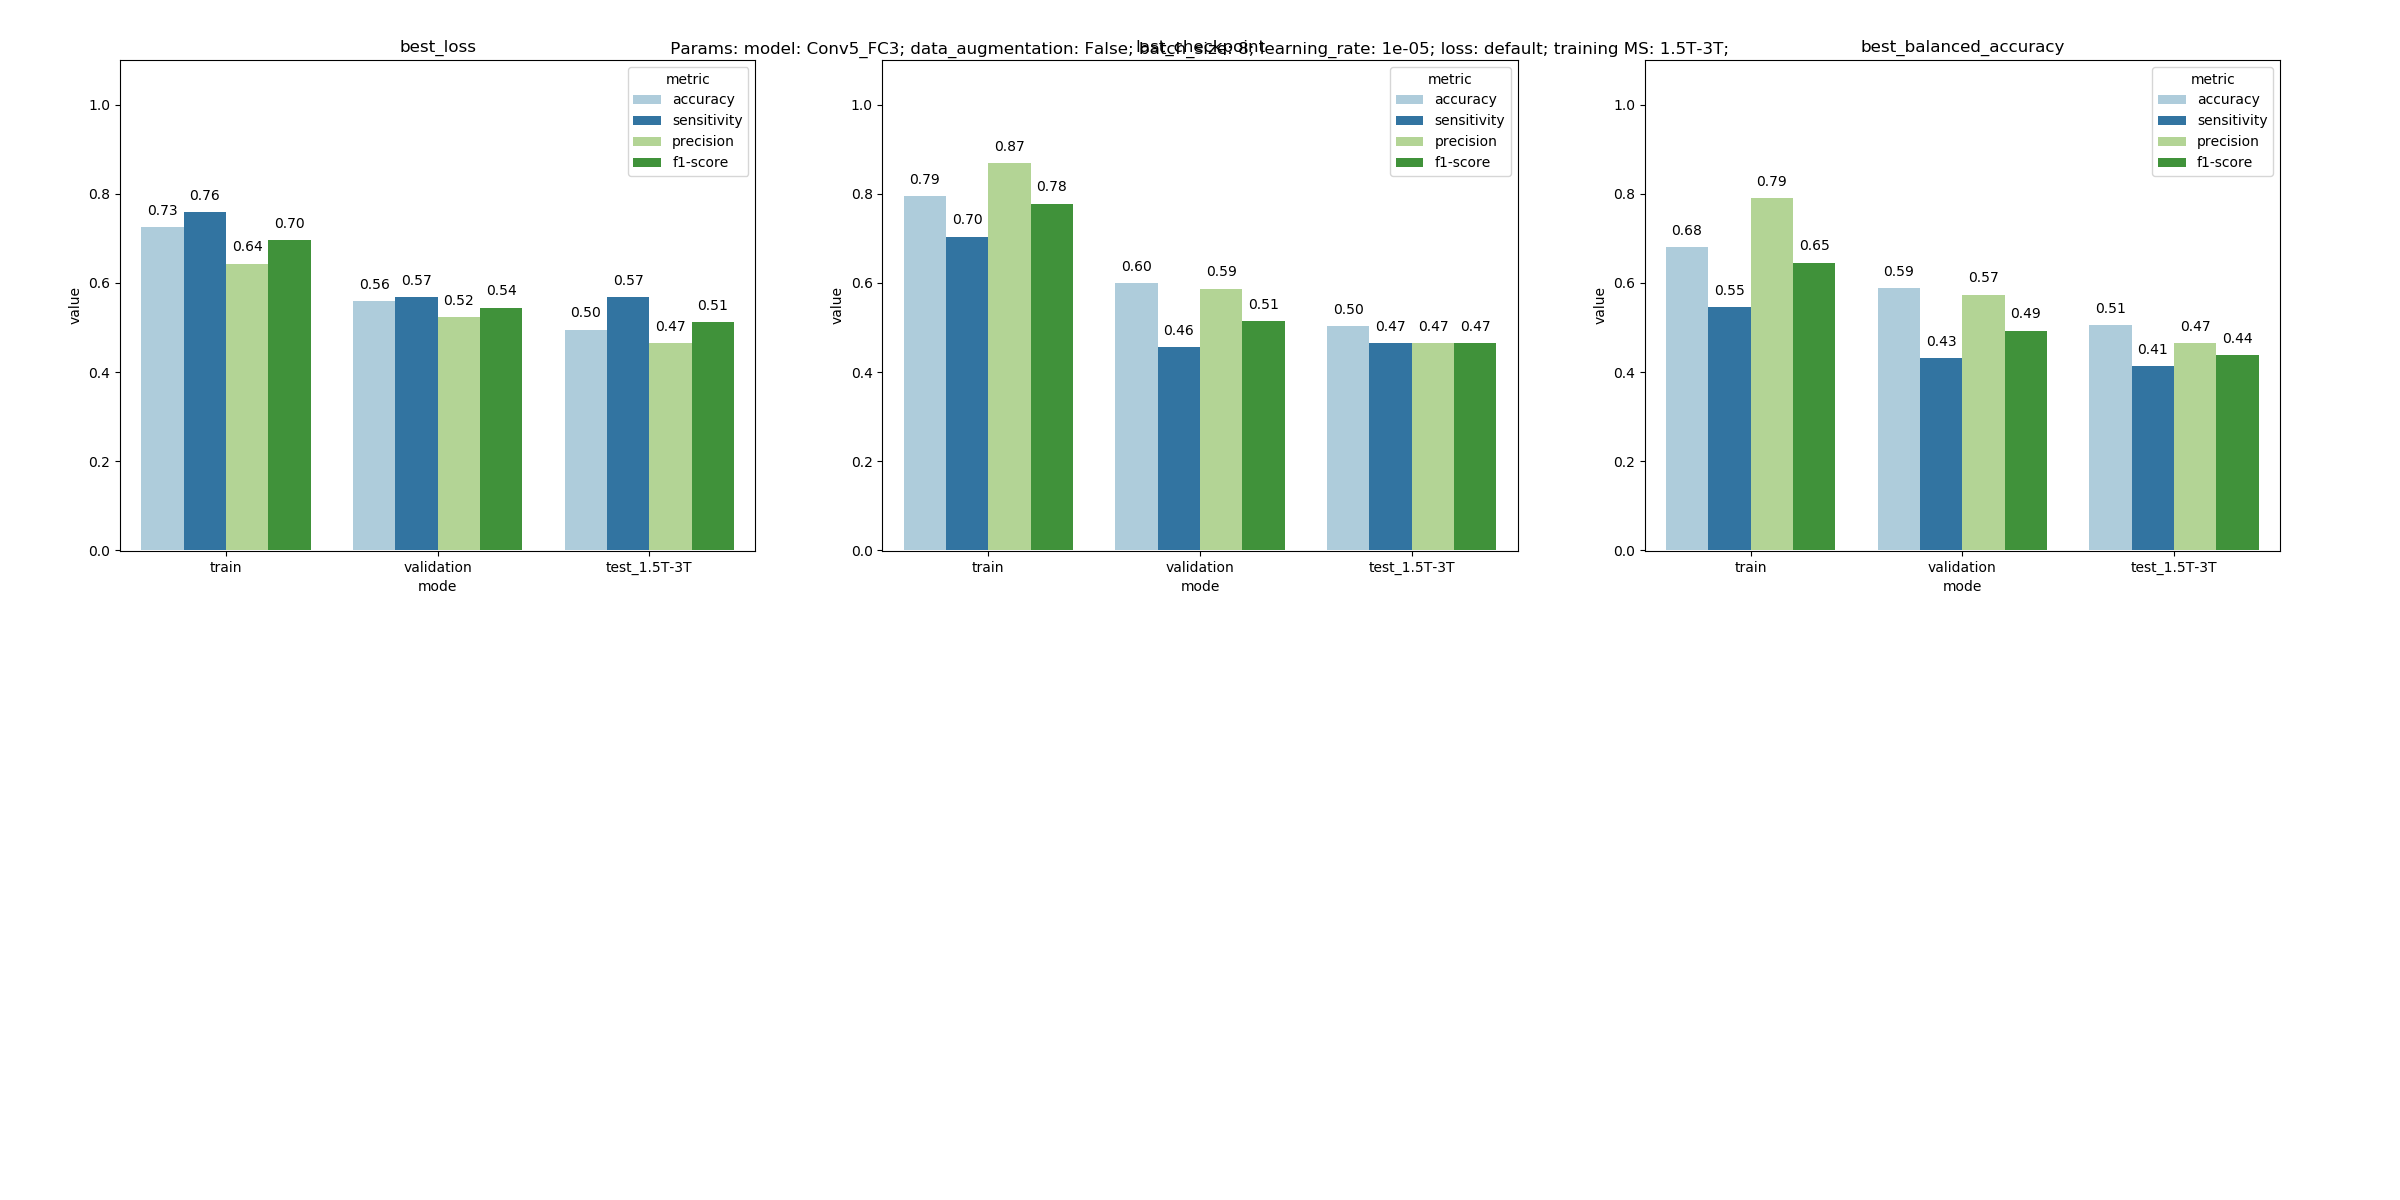 best_loss
Params: model: Conv5_FC3; data_augmentation: False; batch_size: 8; learning_rate: 1e-05; loss: default; training MS: 1.5T-3T;
last_checkpoint
best_balanced_accuracy
metric
accuracy
sensitivity
precision
f1-score
1.0
0.8
0.6
0.4
0.2
0.0
value
0.73
0.76
0.64
0.70
0.56
0.57
0.52
0.54
0.50
0.57
0.47
0.51
train
validation
test_1.5T-3T
mode
metric
accuracy
sensitivity
precision
f1-score
1.0
0.8
0.6
0.4
0.2
0.0
value
0.79
0.70
0.87
0.78
0.60
0.46
0.59
0.51
0.50
0.47
0.47
0.47
train
validation
test_1.5T-3T
mode
metric
accuracy
sensitivity
precision
f1-score
1.0
0.8
0.6
0.4
0.2
0.0
value
0.68
0.55
0.79
0.65
0.59
0.43
0.57
0.49
0.51
0.41
0.47
0.44
train
validation
test_1.5T-3T
mode